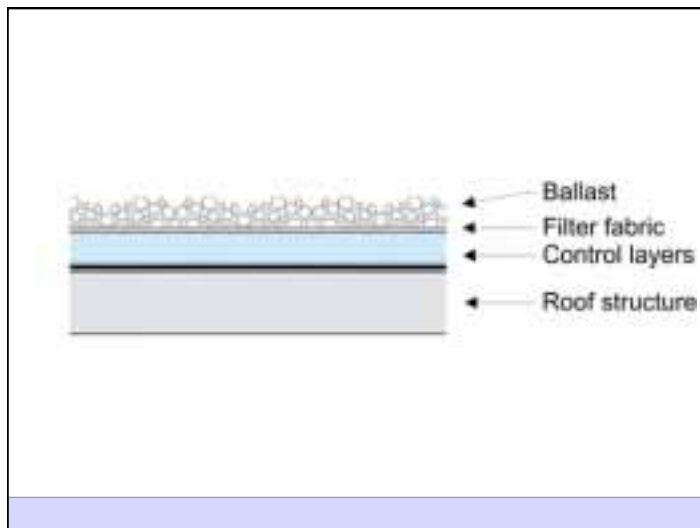 Ballast
Filter fabric
Control layers
Roof structure